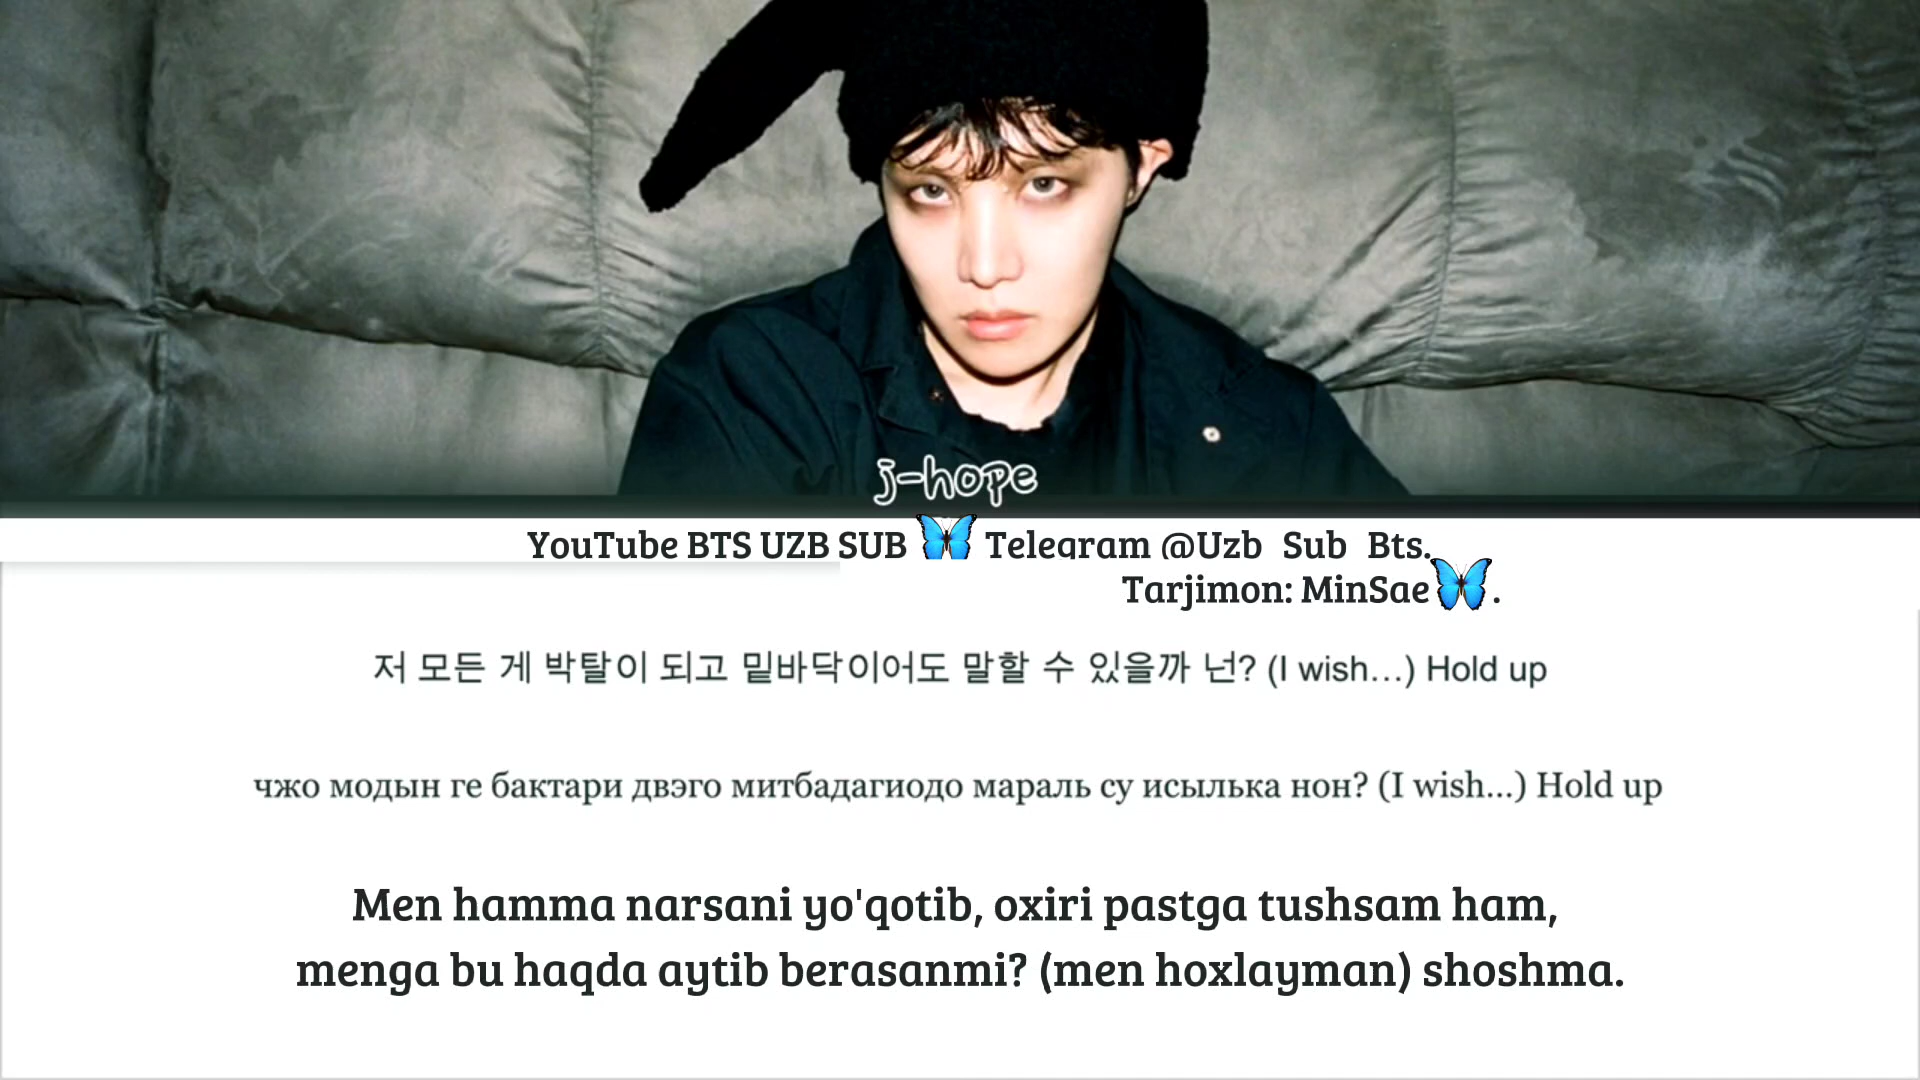 j-hope
YouTube BTS UZB SUB 🦋 Telegram @Uzb_Sub_Bts.
Tarjimon: MinSae🦋.
저 모든 게 박탈이 되고 밑바닥이어도 말할 수 있을까 넌? (I wish…) Hold up
чжо модын ге бактари двэго митбадагиодо мараль су исылька нон? (I wish...) Hold up
Men hamma narsani yo'qotib, oxiri pastga tushsam ham,
menga bu haqda aytib berasanmi? (men hoxlayman) shoshma.